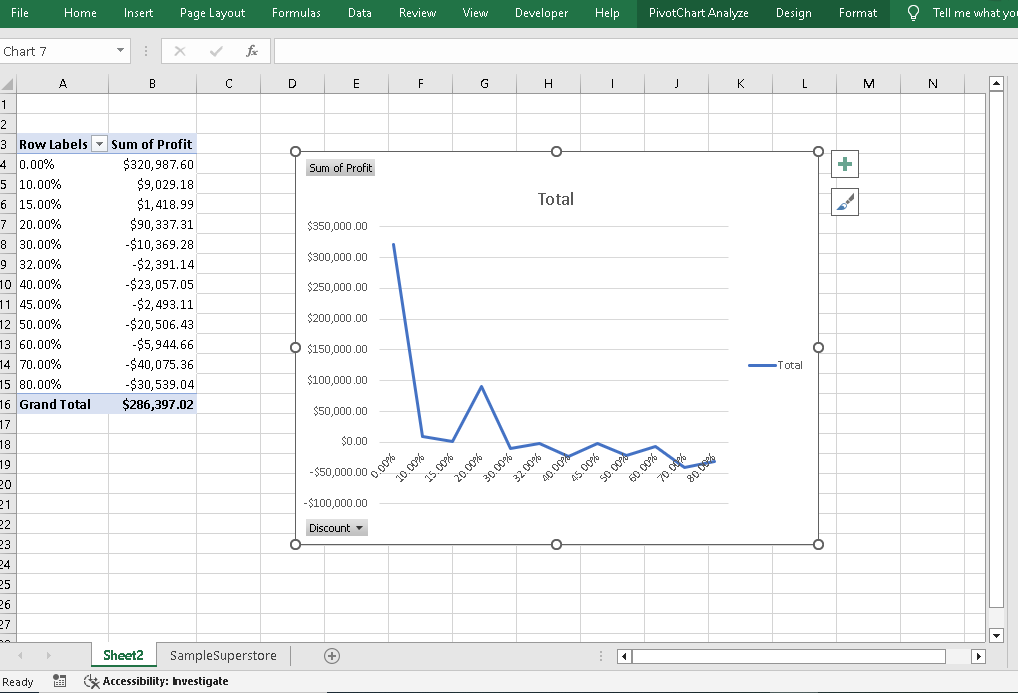 File Home Insert Page Layout Formulas Data Review View Developer Help PivotChart Analyze Design Format Tell me what yo
Chart 7 fx
A B C D E F G H I J K L M N
1
2
3 Row Labels Sum of Profit
4 0.00% $320,987.60
5 10.00% $9,029.18
6 15.00% $1,418.99
7 20.00% $90,337.31
8 30.00% -$10,369.28
9 32.00% -$2,391.14
10 40.00% -$23,057.05
11 45.00% -$2,493.11
12 50.00% -$20,506.43
13 60.00% -$5,944.66
14 70.00% -$40,075.36
15 80.00% -$30,539.04
16 Grand Total $286,397.02
17
18
19
20
21
22
23
24
25
26
27
Sum of Profit
Total
$350,000.00
$300,000.00
$250,000.00
$200,000.00
$150,000.00
$100,000.00
$50,000.00
$0.00
-$50,000.00
-$100,000.00
0.00% 10.00% 15.00% 20.00% 30.00% 32.00% 40.00% 45.00% 50.00% 60.00% 70.00% 80.00%
Total
Discount
Sheet2 SampleSuperstore
Ready Accessibility: Investigate